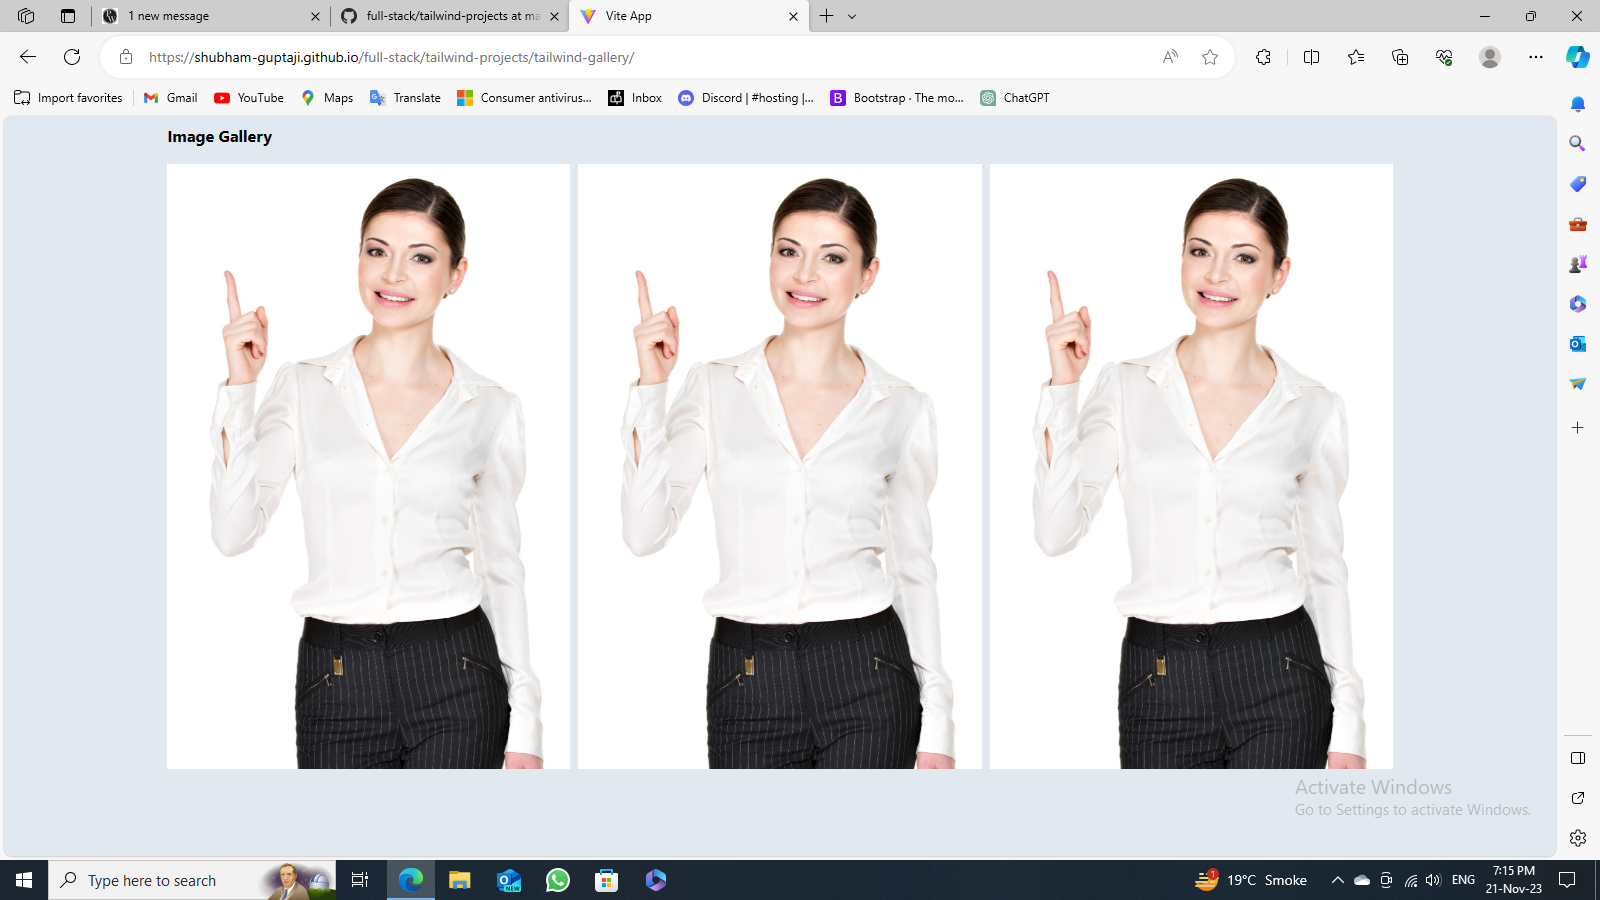 1 new message
full-stack/tailwind-projects at ma
Vite App
https://shubham-guptaji.github.io/full-stack/tailwind-projects/tailwind-gallery/
Import favorites
Gmail
YouTube
Maps
Translate
Consumer antivirus...
Inbox
Discord | #hosting |...
Bootstrap · The mo...
ChatGPT
Image Gallery
Activate Windows
Go to Settings to activate Windows.
Type here to search
NEW
1
19°C Smoke
ENG
7:15 PM
21-Nov-23